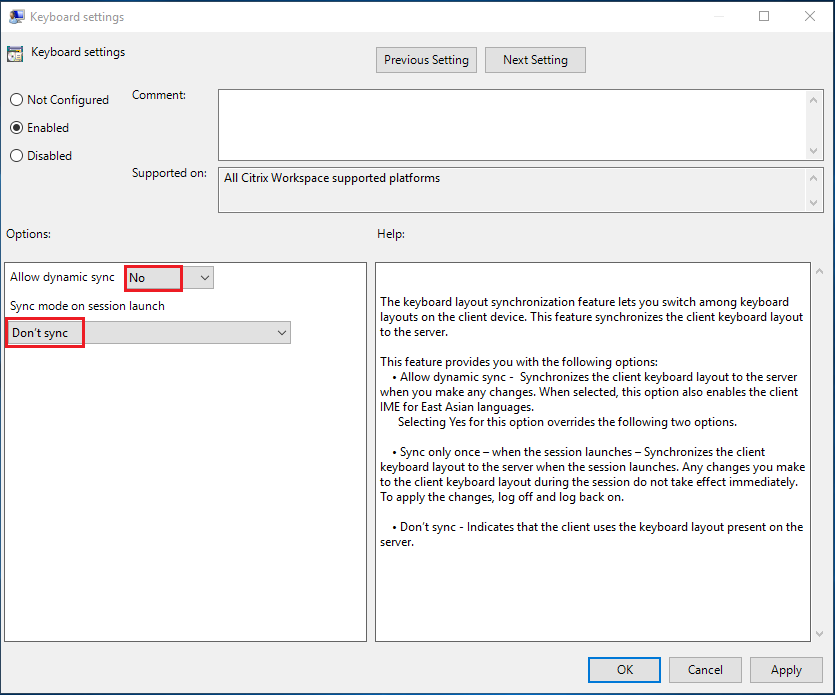 Keyboard settings
Keyboard settings
Previous Setting
Next Setting
Not Configured
Comment:
Enabled
Disabled
Supported on:
All Citrix Workspace supported platforms
Options:
Help:
Allow dynamic sync
No
Sync mode on session launch
Don't sync
The keyboard layout synchronization feature lets you switch among keyboard
layouts on the client device. This feature synchronizes the client keyboard layout
to the server.
This feature provides you with the following options:
• Allow dynamic sync -  Synchronizes the client keyboard layout to the server
when you make any changes. When selected, this option also enables the client
IME for East Asian languages.
Selecting Yes for this option overrides the following two options.
• Sync only once – when the session launches – Synchronizes the client
keyboard layout to the server when the session launches. Any changes you make
to the client keyboard layout during the session do not take effect immediately.
To apply the changes, log off and log back on.
• Don't sync - Indicates that the client uses the keyboard layout present on the
server.
OK
Cancel
Apply